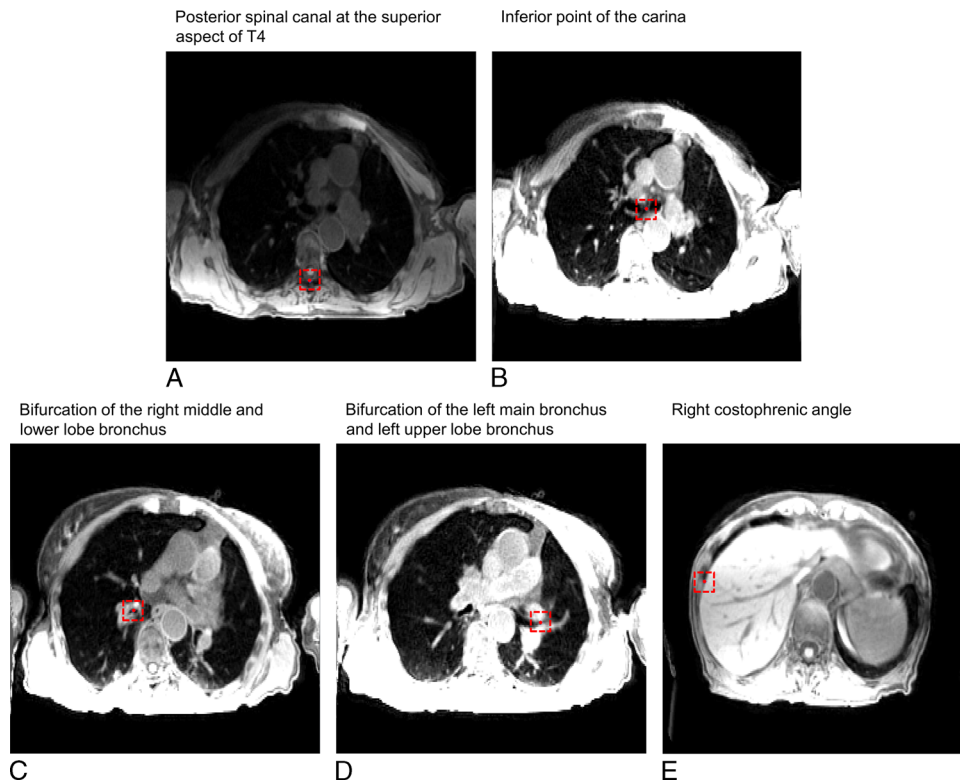 Posterior spinal canal at the superior
aspect of T4
Inferior point of the carina
A
B
Bifurcation of the right middle and
lower lobe bronchus
Bifurcation of the left main bronchus
and left upper lobe bronchus
Right costophrenic angle
C
D
E